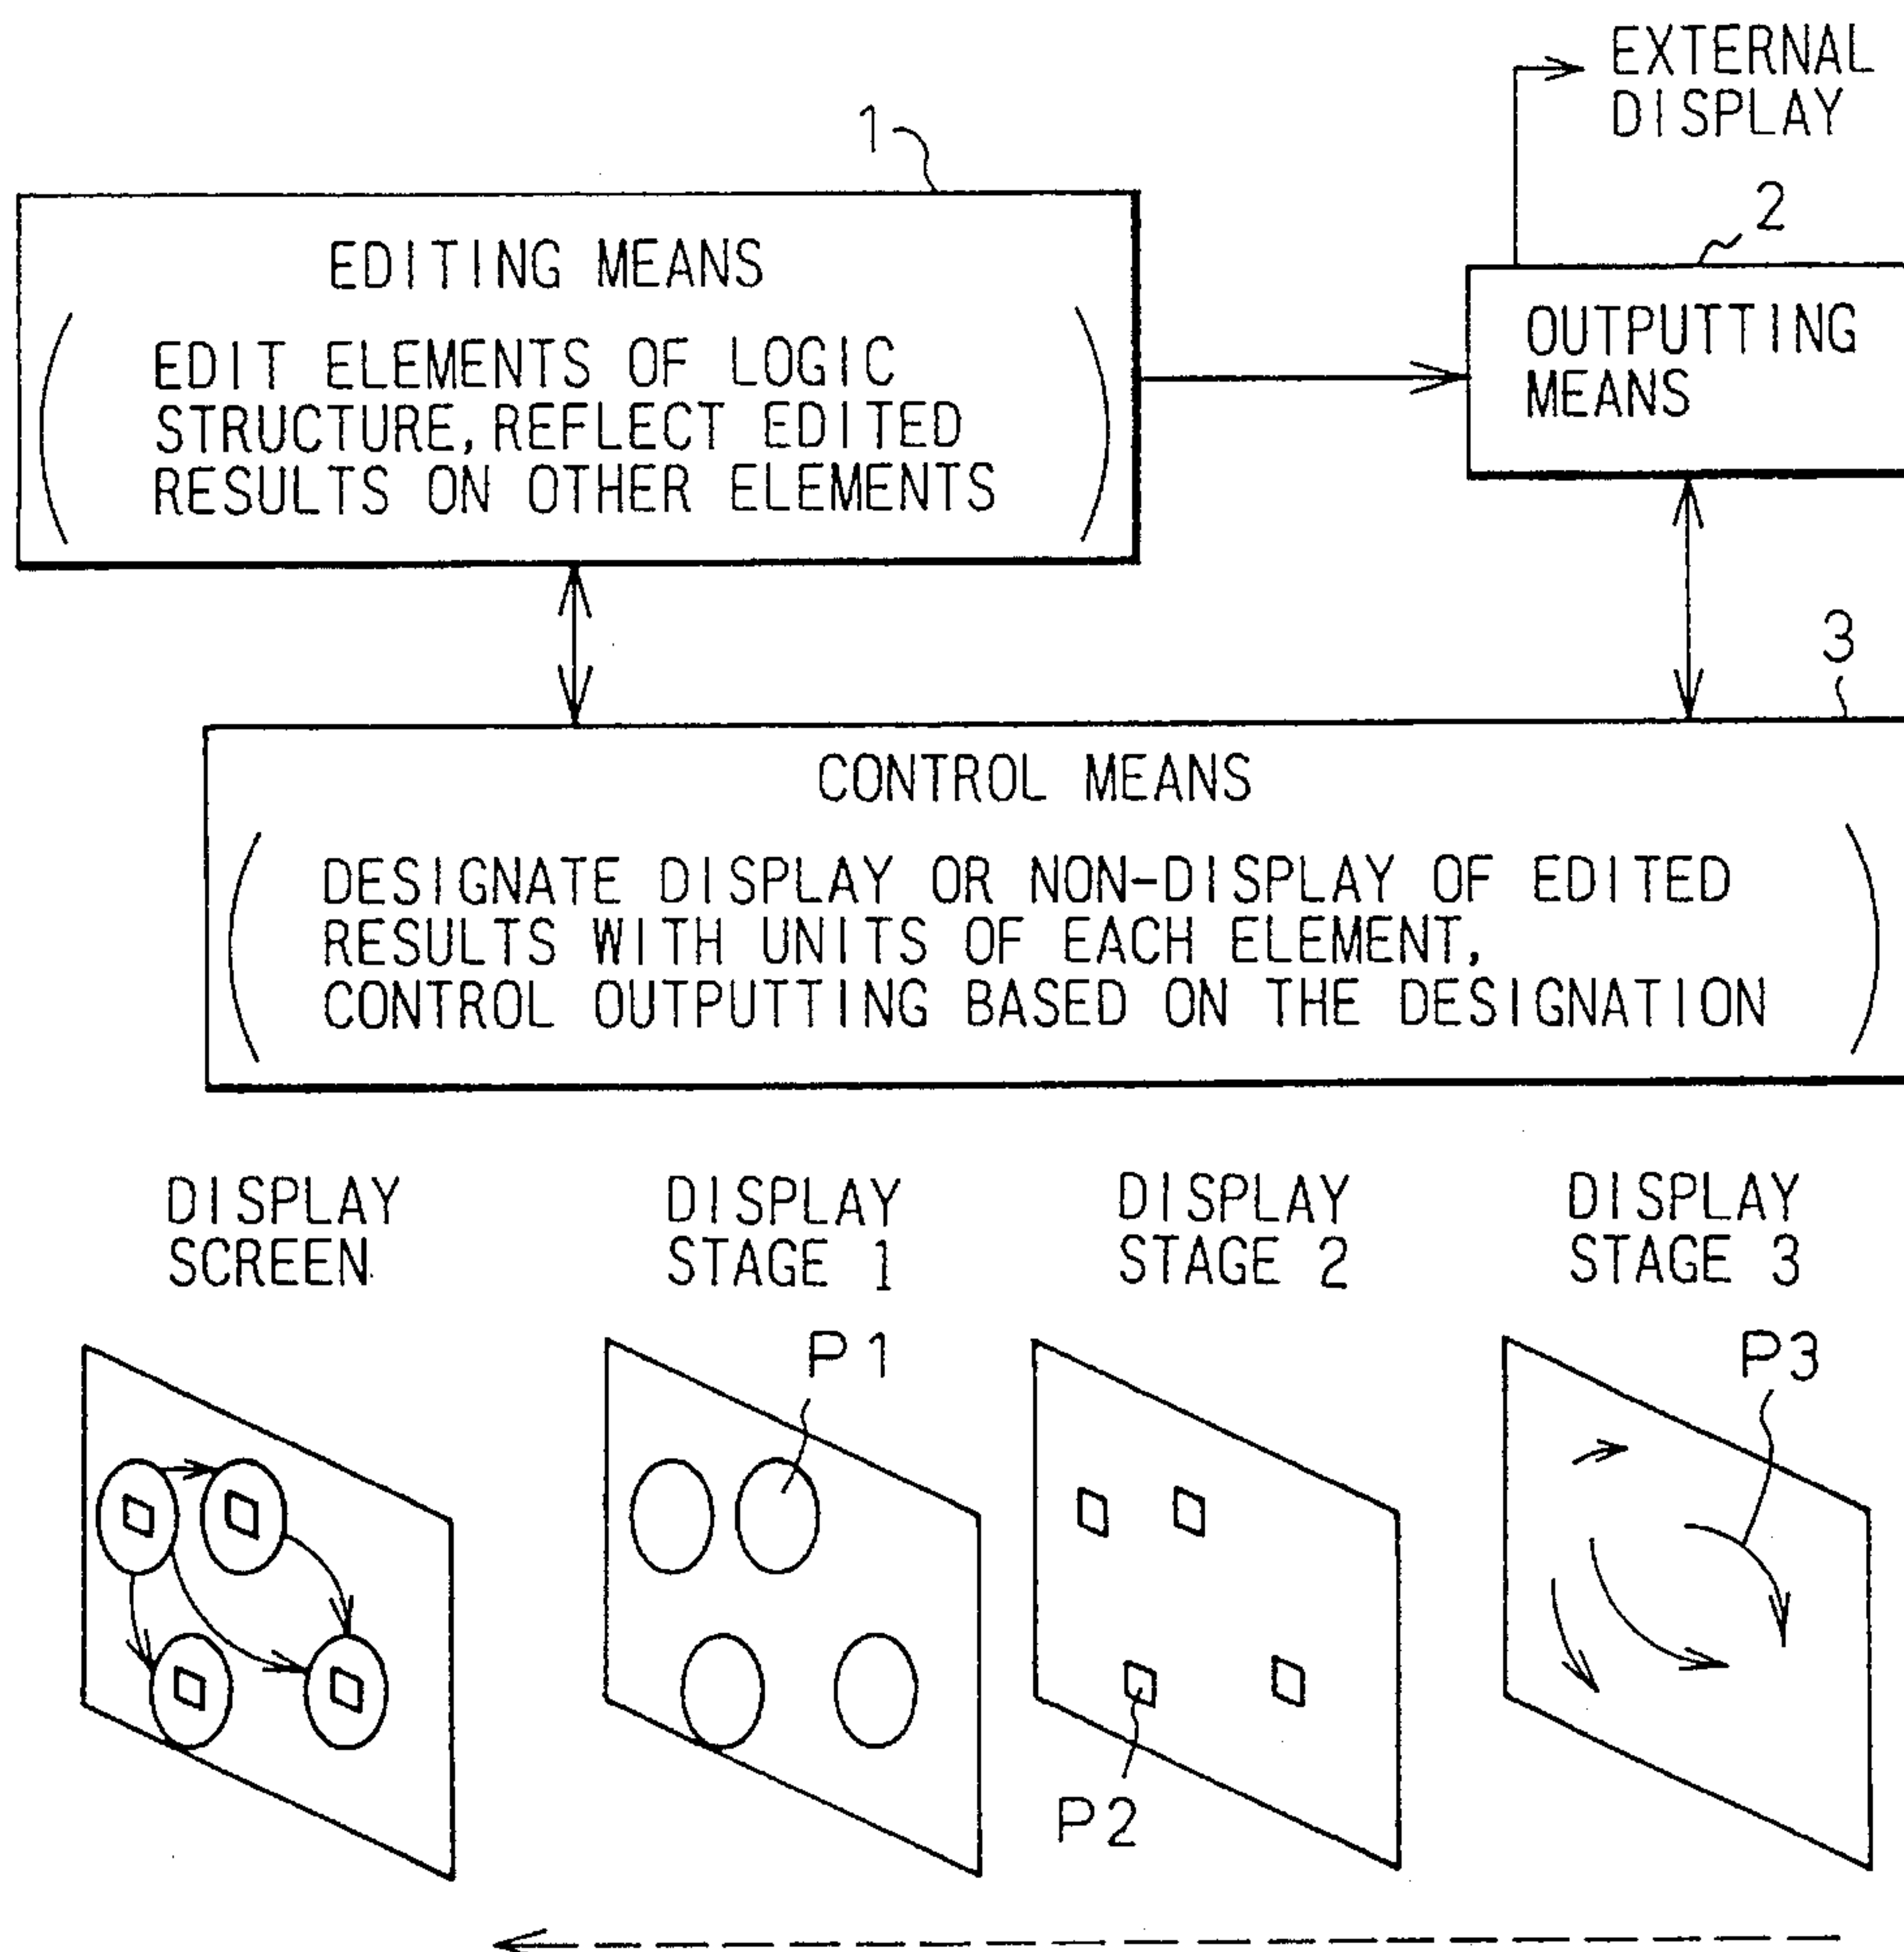 EXTERNAL
DISPLAY
1
2
EDITING MEANS
EDIT ELEMENTS OF LOGIC
STRUCTURE, REFLECT EDITED
RESULTS ON OTHER ELEMENTS
OUTPUTTING
MEANS
3
CONTROL MEANS
DESIGNATE DISPLAY OR NON-DISPLAY OF EDITED
RESULTS WITH UNITS OF EACH ELEMENT,
CONTROL OUTPUTTING BASED ON THE DESIGNATION
DISPLAY
SCREEN
DISPLAY
STAGE 1
DISPLAY
STAGE 2
DISPLAY
STAGE 3
P1
P3
P2